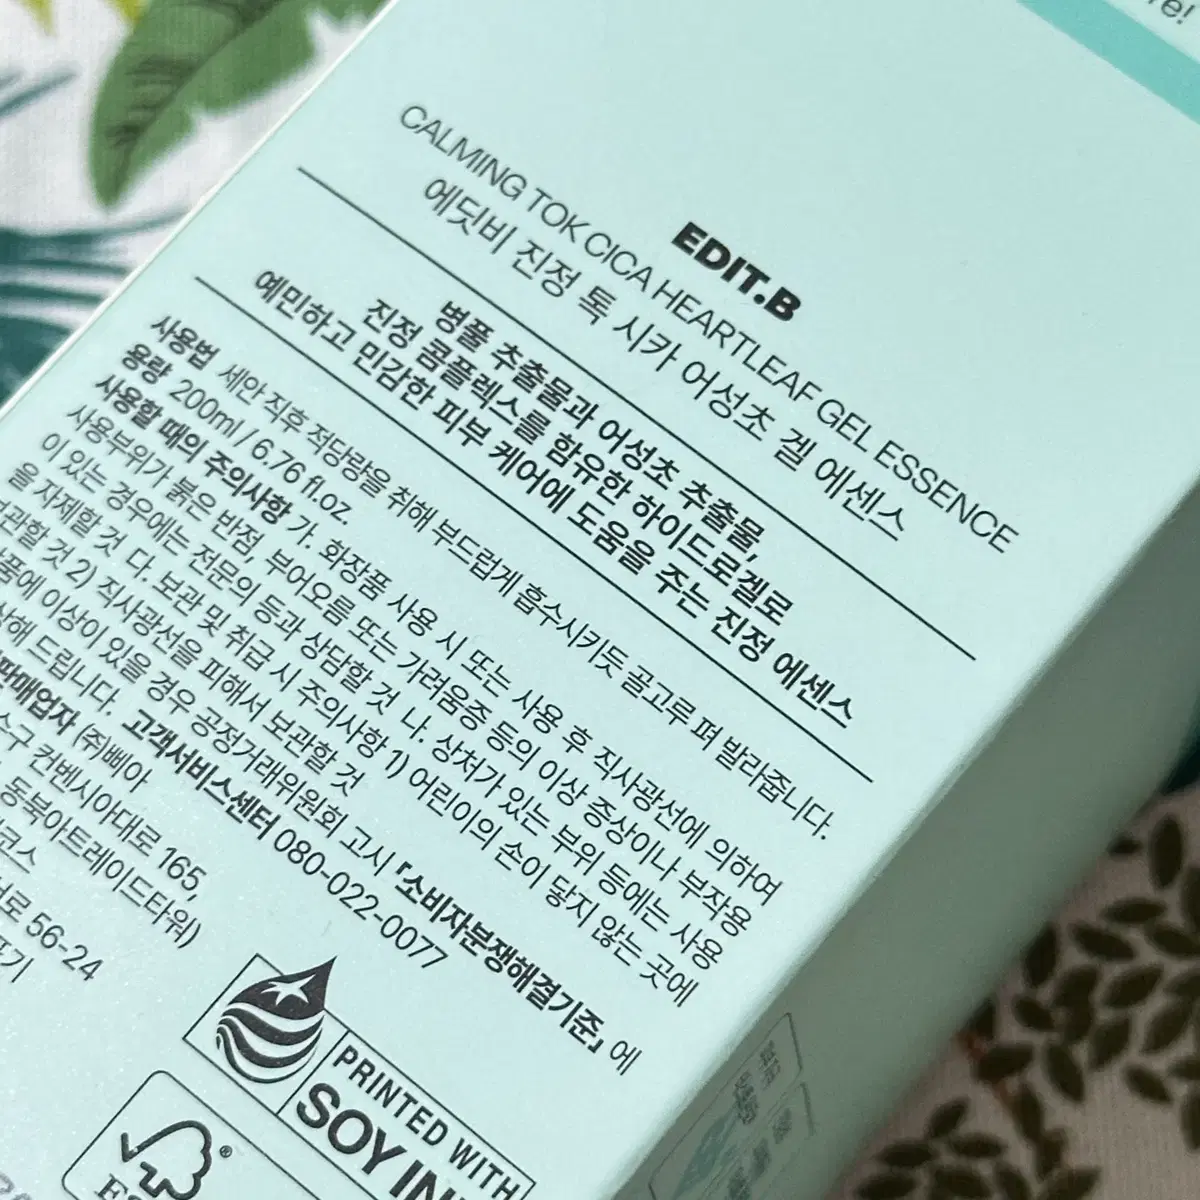 re!
EDIT.B
CALMING TOK CICA HEARTLEAF GEL ESSENCE
에딧비 진정 톡 시카 어성초 겔 에센스
병풀 추출물과 어성초 추출물,
진정 콤플렉스를 함유한 하이드로겔로
예민하고 민감한 피부 케어에 도움을 주는 진정 에센스
사용법 세안 직후 적당량을 취해 부드럽게 흡수시키듯 골고루 펴 발라줍니다.
용량 200ml / 6.76 fl.oz.
사용할 때의 주의사항 가. 화장품 사용 시 또는 사용 후 직사광선에 의하여
사용부위가 붉은 반점, 부어오름 또는 가려움증 등의 이상 증상이나 부작용
이 있는 경우에는 전문의 등과 상담할 것 나. 상처가 있는 부위 등에는 사용
을 자제할 것 다. 보관 및 취급 시 주의사항 1) 어린이의 손이 닿지 않는 곳에
보관할 것 2) 직사광선을 피해서 보관할 것
품에 이상이 있을 경우 공정거래위원회 고시 「소비자분쟁해결기준」에
상해 드립니다. 고객서비스센터 080-022-0077
판매업자 (주)삐아
수구 컨벤시아대로 165,
동북아트레이드타워)
코스
로 56-24
표기
PRINTED WITH
SOY IN